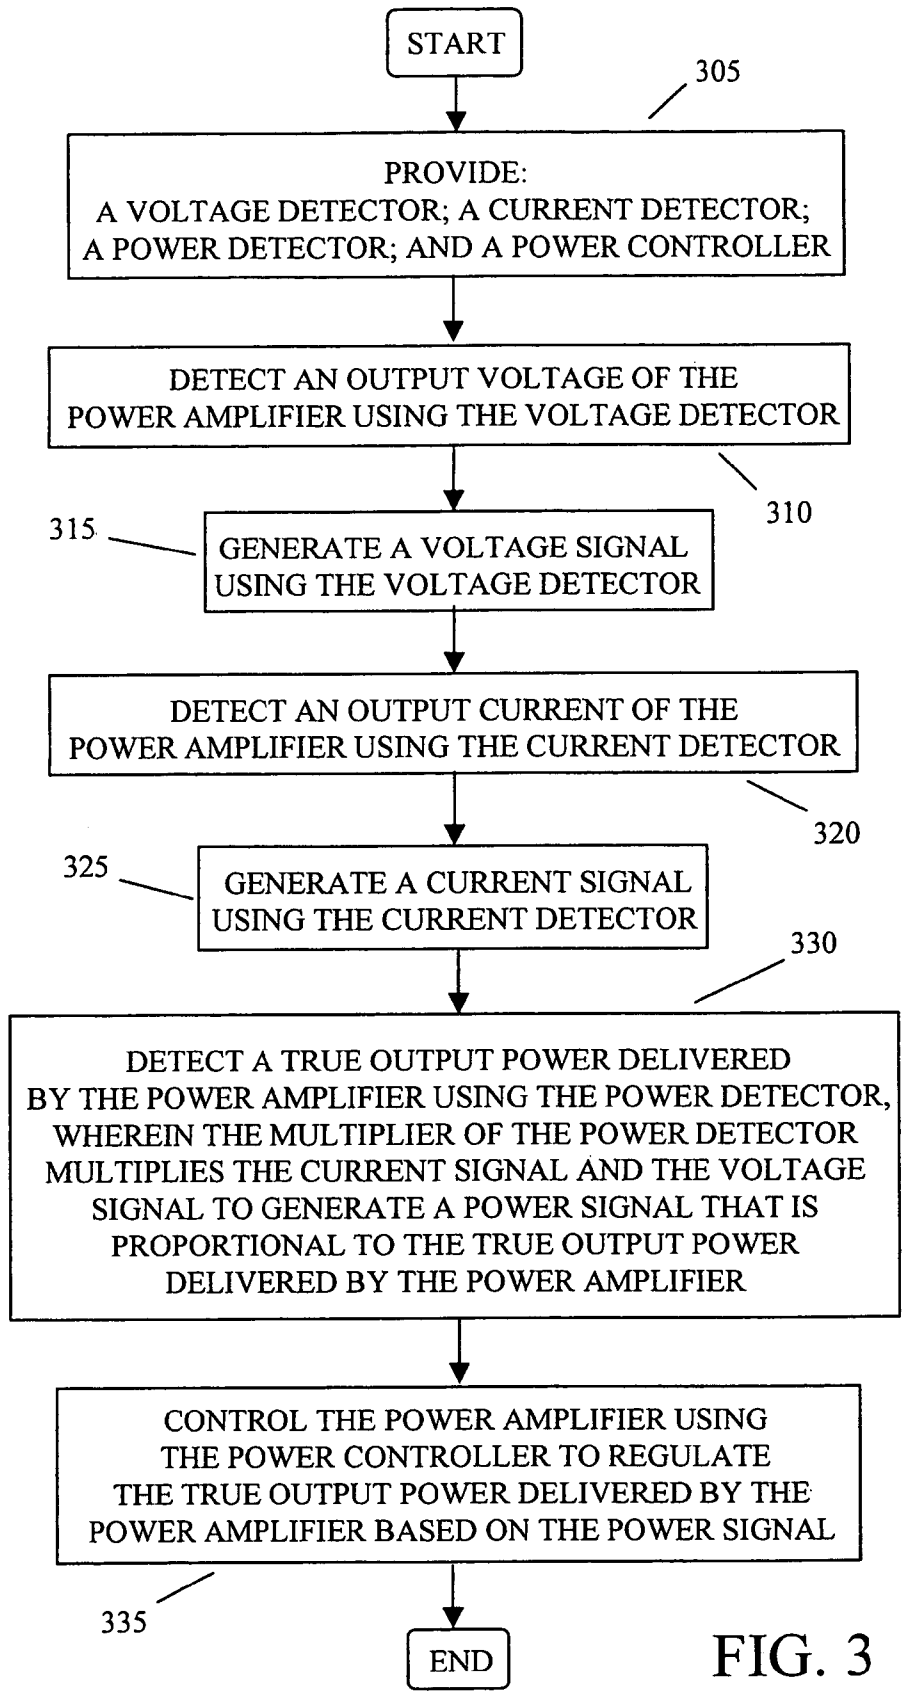 START
305
PROVIDE:
A VOLTAGE DETECTOR; A CURRENT DETECTOR;
A POWER DETECTOR; AND A POWER CONTROLLER
DETECT AN OUTPUT VOLTAGE OF THE
POWER AMPLIFIER USING THE VOLTAGE DETECTOR
310
315
GENERATE A VOLTAGE SIGNAL
USING THE VOLTAGE DETECTOR
DETECT AN OUTPUT CURRENT OF THE
POWER AMPLIFIER USING THE CURRENT DETECTOR
320
325
GENERATE A CURRENT SIGNAL
USING THE CURRENT DETECTOR
330
DETECT A TRUE OUTPUT POWER DELIVERED
BY THE POWER AMPLIFIER USING THE POWER DETECTOR,
WHEREIN THE MULTIPLIER OF THE POWER DETECTOR
MULTIPLIES THE CURRENT SIGNAL AND THE VOLTAGE
SIGNAL TO GENERATE A POWER SIGNAL THAT IS
PROPORTIONAL TO THE TRUE OUTPUT POWER
DELIVERED BY THE POWER AMPLIFIER
CONTROL THE POWER AMPLIFIER USING
THE POWER CONTROLLER TO REGULATE
THE TRUE OUTPUT POWER DELIVERED BY THE
POWER AMPLIFIER BASED ON THE POWER SIGNAL
335
END
FIG. 3